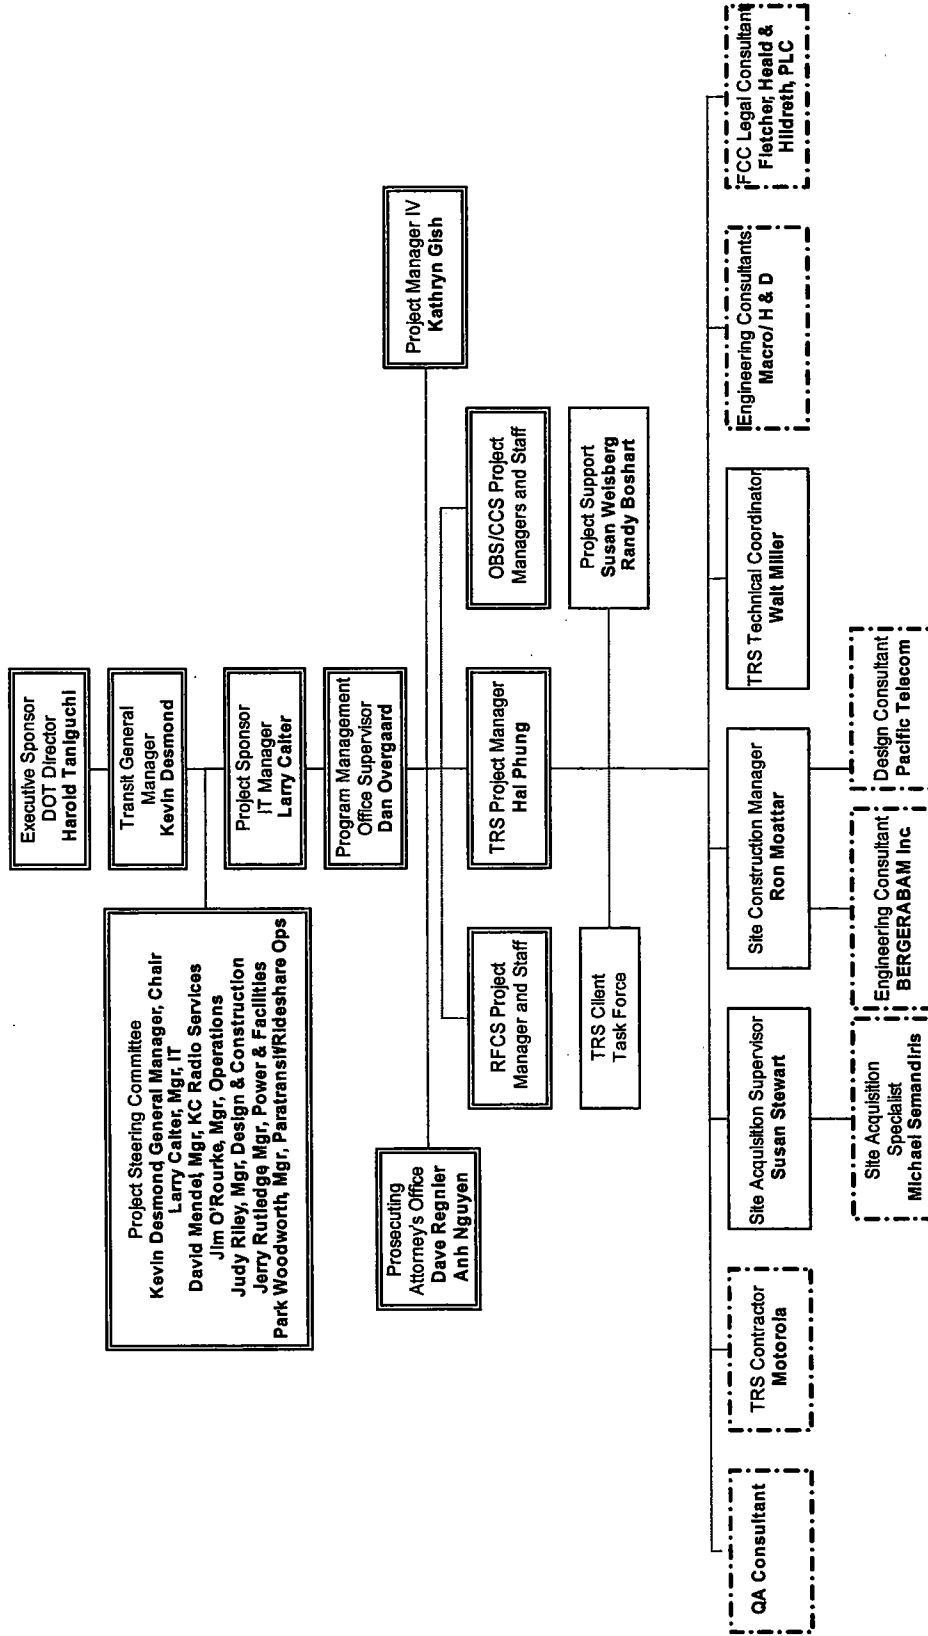 Executive Sponsor
DOT Director
Harold Taniguchi
Transit General
Manager
Kevin Desmond
Project Steering Committee
Kevin Desmond, General Manager, Chair
Larry Calter, Mgr, IT
David Mendel, Mgr, KC Radio Services
Jim O'Rourke, Mgr, Operations
Judy Riley, Mgr, Design & Construction
Jerry Rutledge, Mgr, Power & Facilities
Park Woodworth, Mgr, Paratransit/Rideshare Ops
Project Sponsor
IT Manager
Larry Calter
Program Management
Office Supervisor
Dan Overgaard
Prosecuting
Attorney's Office
Dave Regnier
Anh Nguyen
Project Manager IV
Kathryn Gish
RFCS Project
Manager and Staff
TRS Project Manager
Hal Phung
OBS/CCS Project
Managers and Staff
TRS Client
Task Force
Project Support
Susan Weisberg
Randy Boshart
QA Consultant
TRS Contractor
Motorola
Site Acquisition Supervisor
Susan Stewart
Site Construction Manager
Ron Moattar
TRS Technical Coordinator
Walt Miller
Engineering Consultants
Macro/ H & D
FCC Legal Consultant
Fletcher, Heald &
Hildreth, PLC
Site Acquisition
Specialist
Michael Semandiris
Engineering Consultant
BERGERABAM Inc
Design Consultant
Pacific Telecom